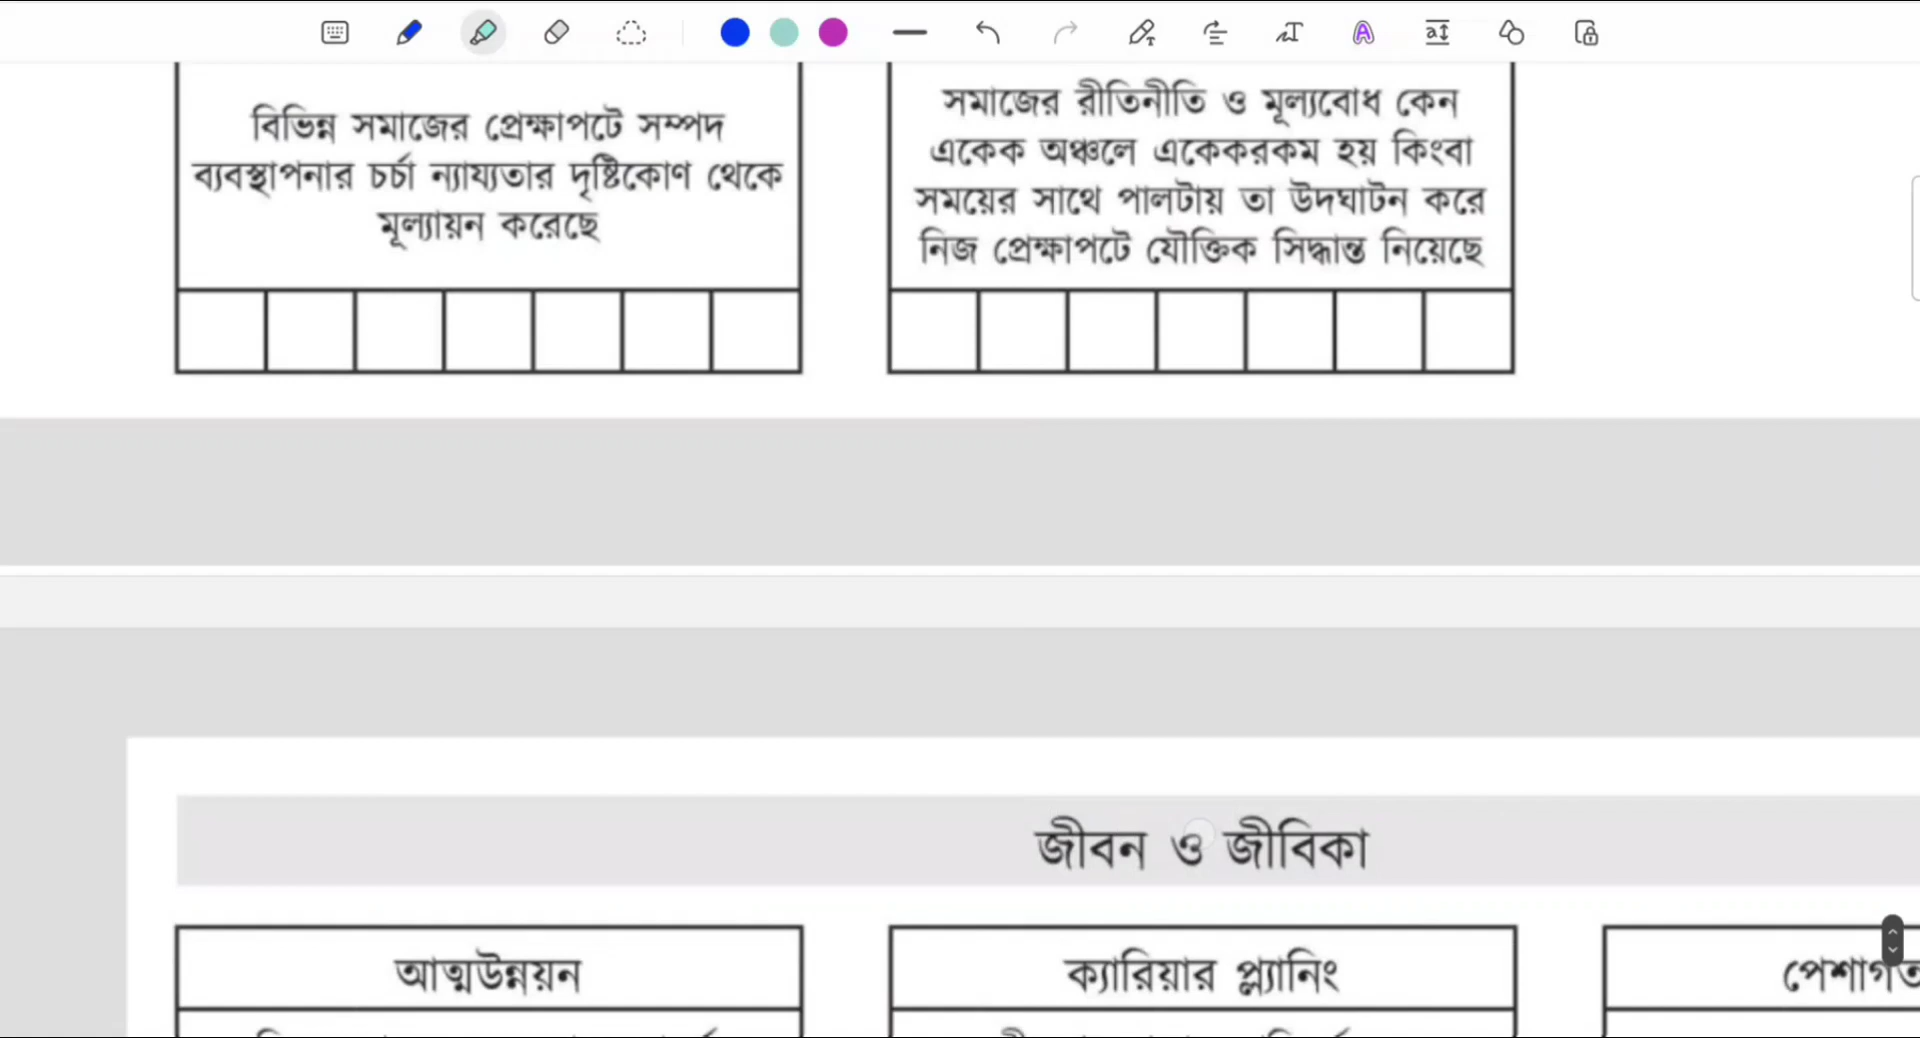 বিভিন্ন সমাজের প্রেক্ষাপটে সম্পদ
ব্যবস্থাপনার চর্চা ন্যায্যতার দৃষ্টিকোণ থেকে
মূল্যায়ন করেছে
সমাজের রীতিনীতি ও মূল্যবোধ কেন
একেক অঞ্চলে একেকরকম হয় কিংবা
সময়ের সাথে পালটায় তা উদঘাটন করে
নিজ প্রেক্ষাপটে যৌক্তিক সিদ্ধান্ত নিয়েছে
জীবন ও জীবিকা
আত্মউন্নয়ন
ক্যারিয়ার প্ল্যানিং
পেশাগত